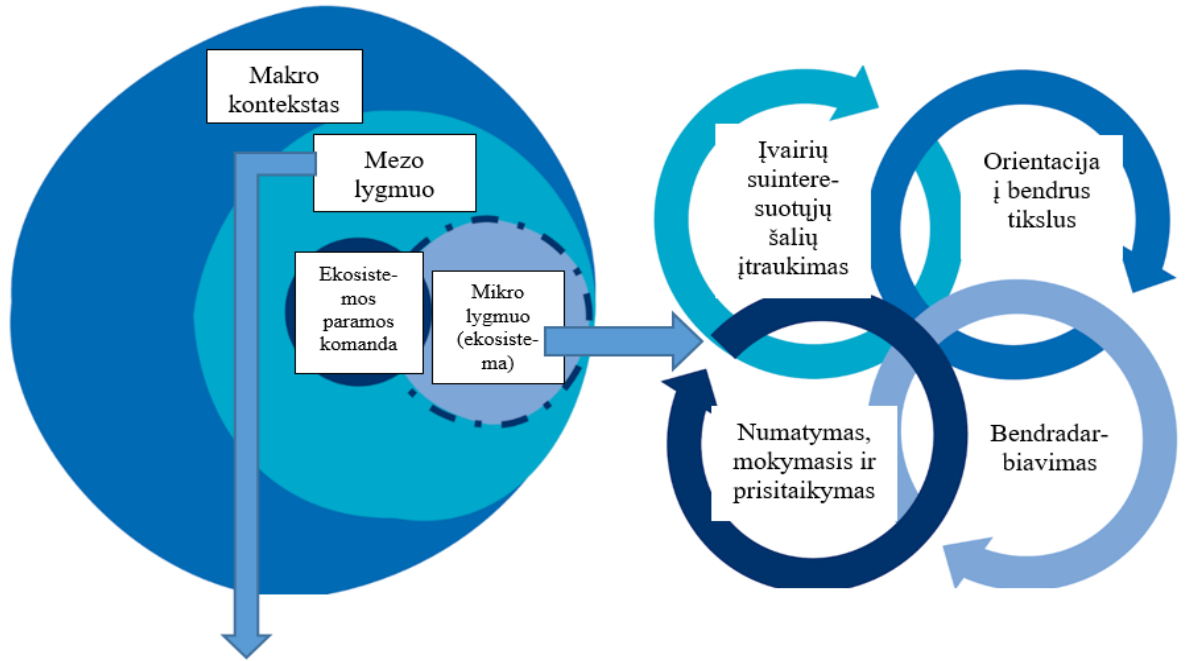 Makro
kontekstas
Mezo
lygmuo
Ekosiste-
mos
paramos
komanda
Mikro
lygmuo
(ekosiste-
ma)
Įvairių
suintere-
suotųjų
šalių
įtraukimas
Orientacija
į bendrus
tikslus
Numatymas,
mokymasis ir
prisitaikymas
Bendradar-
biavimas